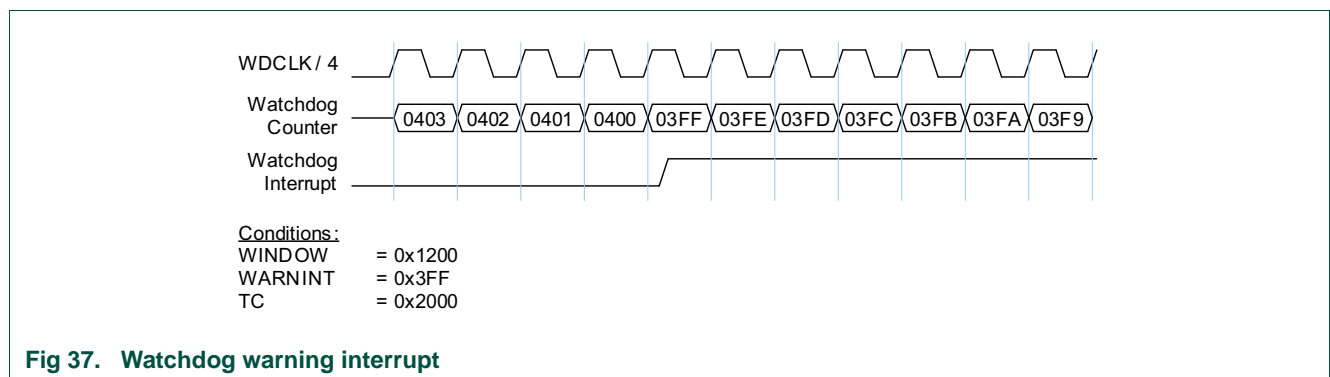 WDCLK / 4
Watchdog
Counter
0403 0402 0401 0400 03FF 03FE 03FD 03FC 03FB 03FA 03F9
Watchdog
Interrupt
Conditions:
WINDOW = 0x1200
WARNINT = 0x3FF
TC = 0x2000
Fig 37. Watchdog warning interrupt